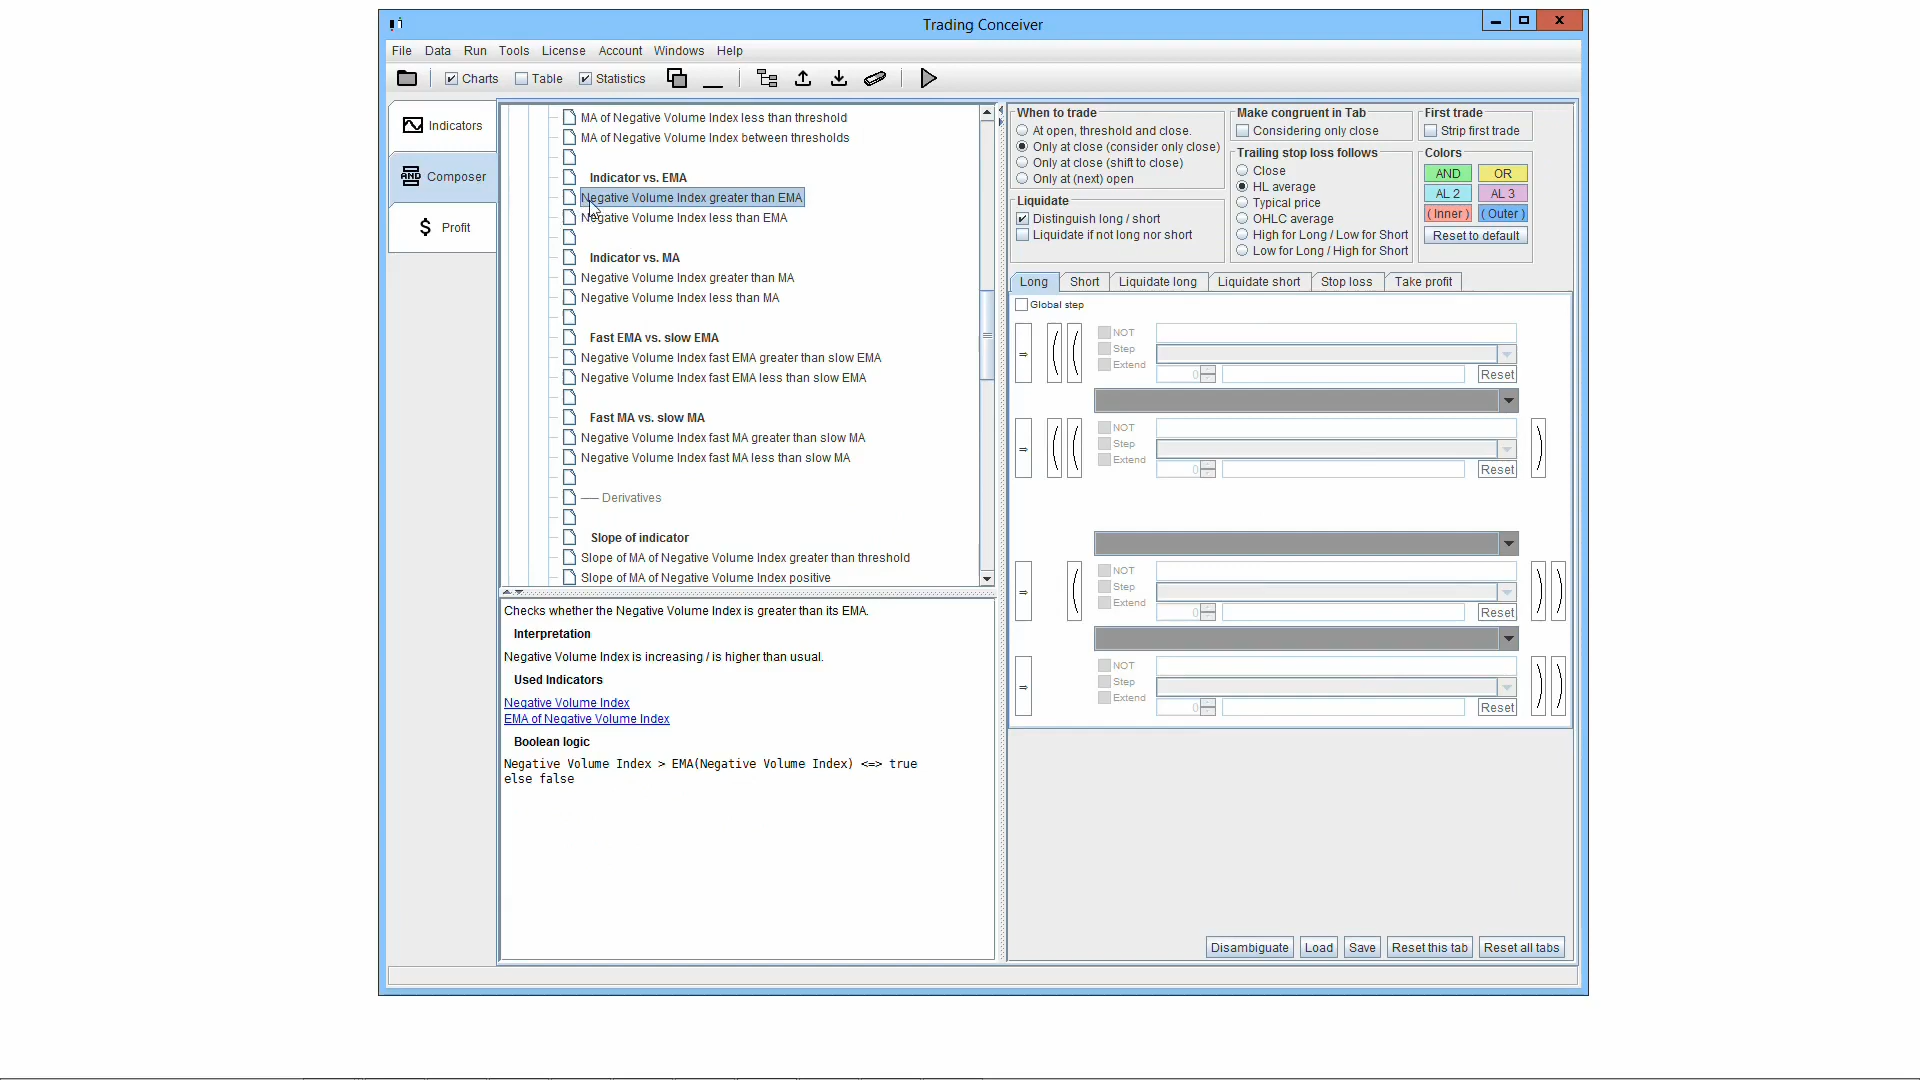 Trading Conceiver
File Data Run Tools License Account Windows Help
Charts Table Statistics
Indicators
Composer
Profit
MA of Negative Volume Index less than threshold
MA of Negative Volume Index between thresholds
Indicator vs. EMA
Negative Volume Index greater than EMA
Negative Volume Index less than EMA
Indicator vs. MA
Negative Volume Index greater than MA
Negative Volume Index less than MA
Fast EMA vs. slow EMA
Negative Volume Index fast EMA greater than slow EMA
Negative Volume Index fast EMA less than slow EMA
Fast MA vs. slow MA
Negative Volume Index fast MA greater than slow MA
Negative Volume Index fast MA less than slow MA
Derivatives
Slope of indicator
Slope of MA of Negative Volume Index greater than threshold
Slope of MA of Negative Volume Index positive
Checks whether the Negative Volume Index is greater than its EMA.
Interpretation
Negative Volume Index is increasing / is higher than usual.
Used Indicators
Negative Volume Index
EMA of Negative Volume Index
Boolean logic
Negative Volume Index > EMA(Negative Volume Index) <=> true
else false
When to trade
At open, threshold and close.
Only at close (consider only close)
Only at close (shift to close)
Only at (next) open
Liquidate
Distinguish long / short
Liquidate if not long nor short
Make congruent in Tab
Considering only close
Trailing stop loss follows
Close
HL average
Typical price
OHLC average
High for Long / Low for Short
Low for Long / High for Short
First trade
Strip first trade
Colors
AND OR
AL 2 AL 3
( Inner ) ( Outer )
Reset to default
Long Short Liquidate long Liquidate short Stop loss Take profit
Global step
⇒ ( ( NOT
Step
Extend 0 Reset
⇒ ( ( NOT )
Step
Extend 0 Reset
⇒ ( NOT ) )
Step
Extend 0 Reset
⇒ NOT ) )
Step
Extend 0 Reset
Disambiguate Load Save Reset this tab Reset all tabs